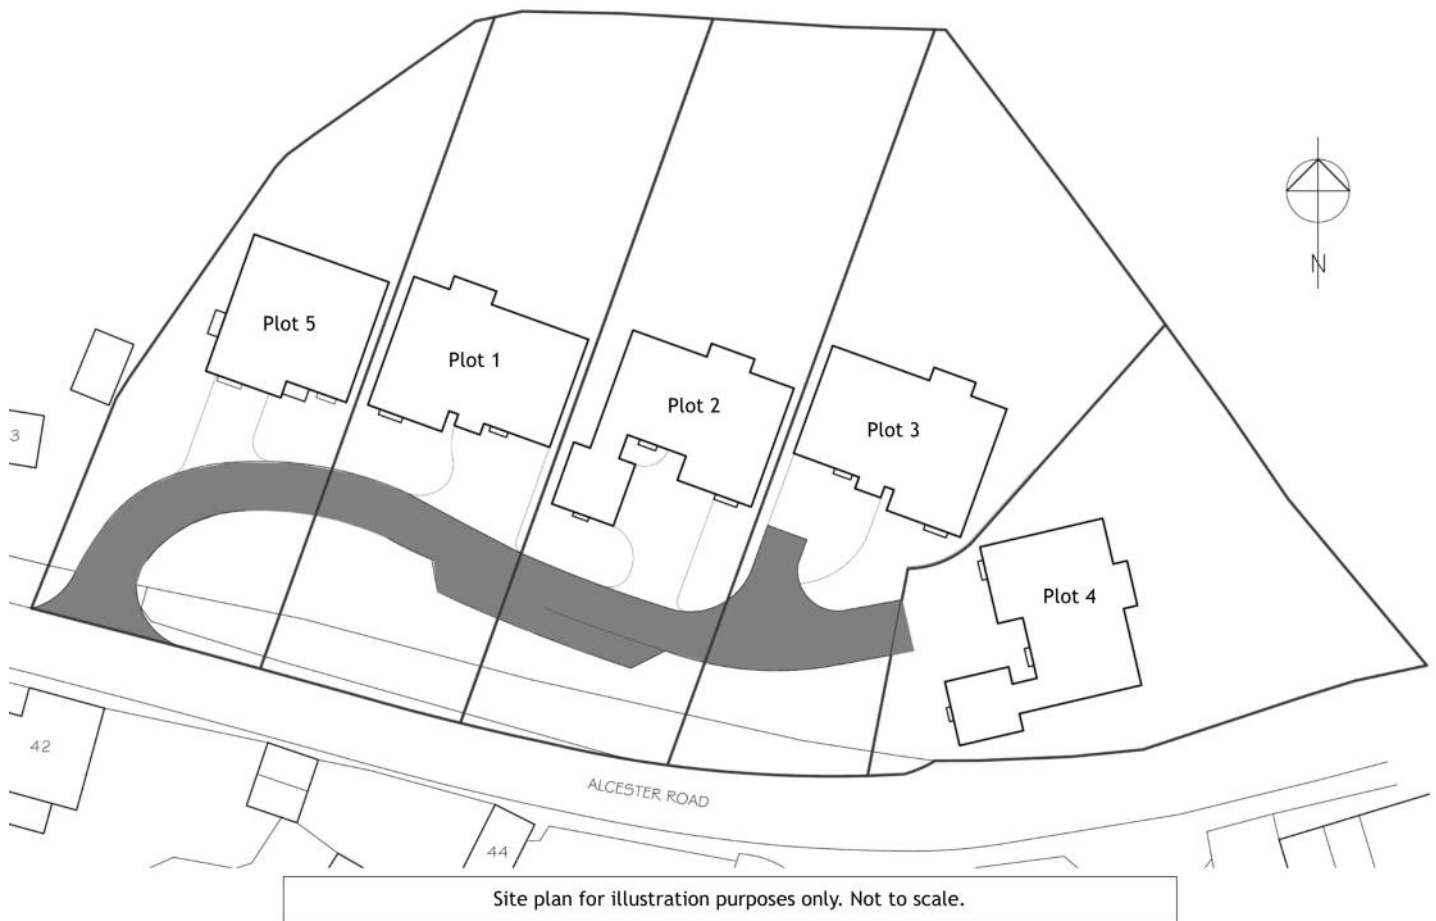 N
Plot 5
Plot 1
Plot 2
Plot 3
3
Plot 4
42
ALCESTER ROAD
44
Site plan for illustration purposes only. Not to scale.